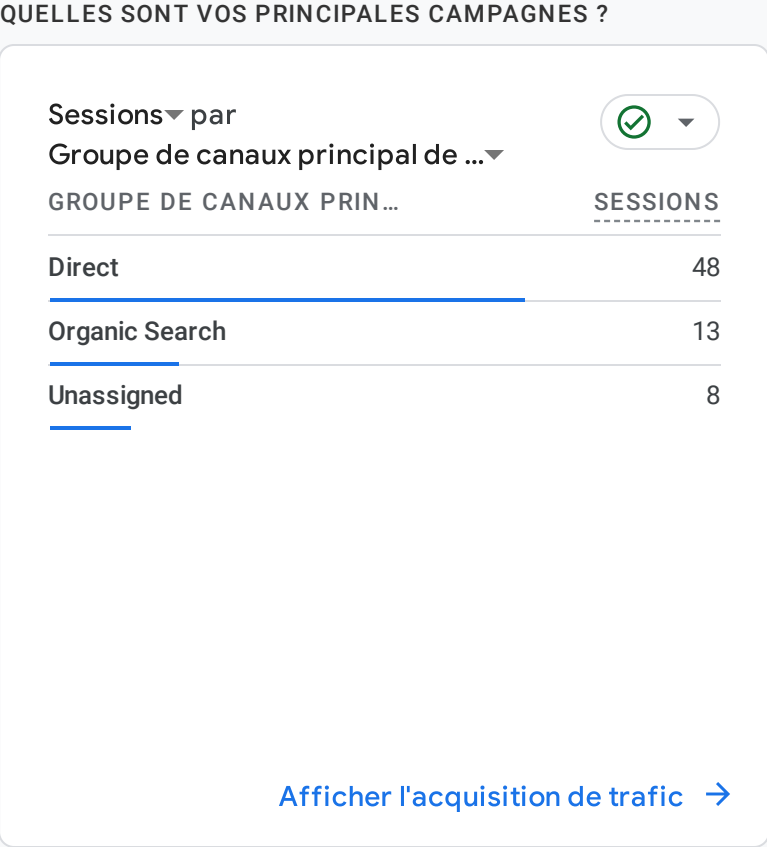 QUELLES SONT VOS PRINCIPALES CAMPAGNES ?
Sessions par
Groupe de canaux principal de ...
GROUPE DE CANAUX PRIN... SESSIONS
Direct 48
Organic Search 13
Unassigned 8
Afficher l'acquisition de trafic